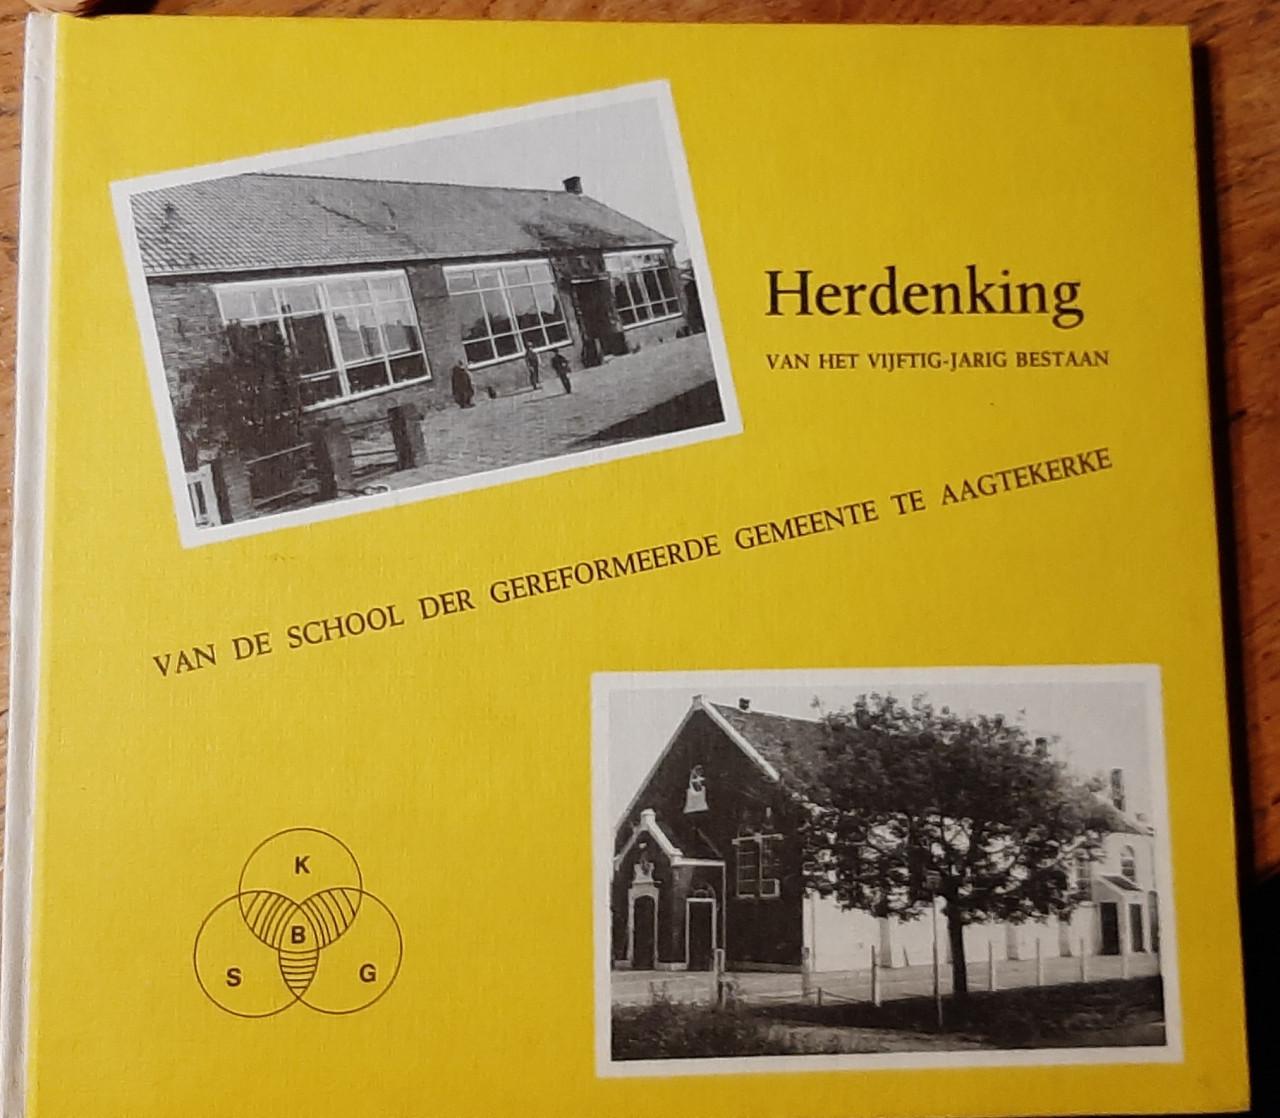 Herdenking
VAN HET VIJFTIG-JARIG BESTAAN
VAN DE SCHOOL DER GEREFORMEERDE GEMEENTE TE AAGTEKERKE
K
B
S G